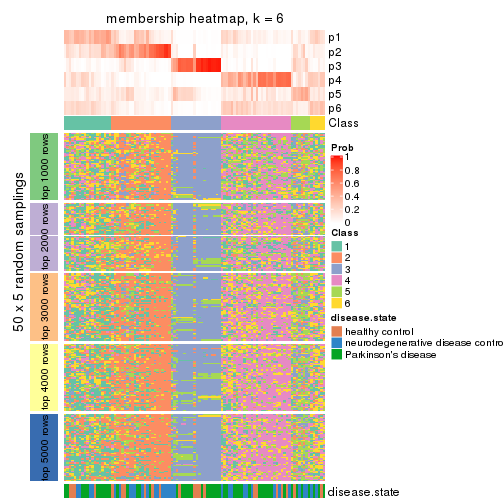 membership heatmap, k = 6
p1
p2
p3
p4
p5
p6
Class
50 x 5 random samplings
top 1000 rows
top 2000 rows
top 3000 rows
top 4000 rows
top 5000 rows
Prob
1
0.8
0.6
0.4
0.2
0
Class
1
2
3
4
5
6
disease.state
healthy control
neurodegenerative disease contro
Parkinson's disease
disease.state